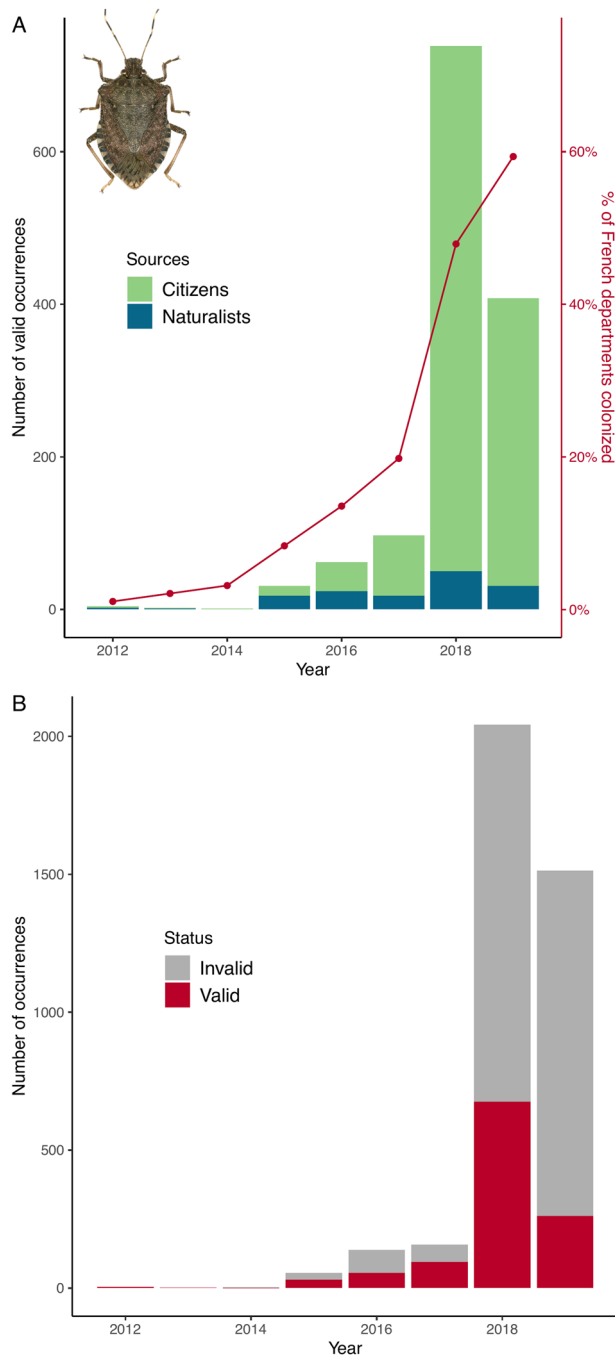 A
Number of valid occurrences
600
400
200
0
Sources
Citizens
Naturalists
60%
40%
20%
0%
% of French departments colonized
2012
2014
2016
2018
Year
B
Number of occurrences
2000
1500
1000
500
0
Status
Invalid
Valid
2012
2014
2016
2018
Year